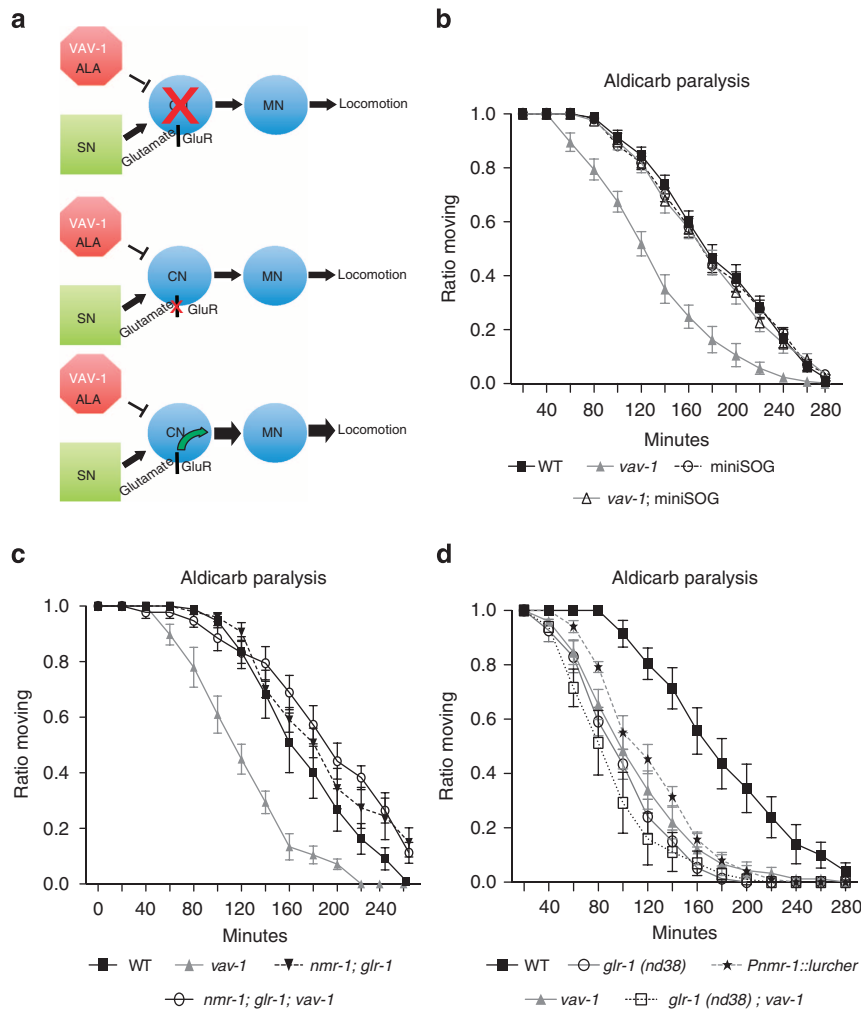 a
VAV-1
ALA
SN
Glutamate
GluR
MN
Locomotion
VAV-1
ALA
SN
CN
Glutamate
GluR
MN
Locomotion
VAV-1
ALA
SN
CN
Glutamate
GluR
MN
Locomotion
b
Aldicarb paralysis
Ratio moving
1.0
0.8
0.6
0.4
0.2
0.0
40 80 120 160 200 240 280
Minutes
WT vav-1 miniSOG
vav-1; miniSOG
c
Aldicarb paralysis
Ratio moving
1.0
0.8
0.6
0.4
0.2
0.0
0 40 80 120 160 200 240
Minutes
WT vav-1 nmr-1; glr-1
nmr-1; glr-1; vav-1
d
Aldicarb paralysis
Ratio moving
1.0
0.8
0.6
0.4
0.2
0.0
40 80 120 160 200 240 280
Minutes
WT glr-1 (nd38) Pnmr-1::lurcher
vav-1 glr-1 (nd38) ; vav-1